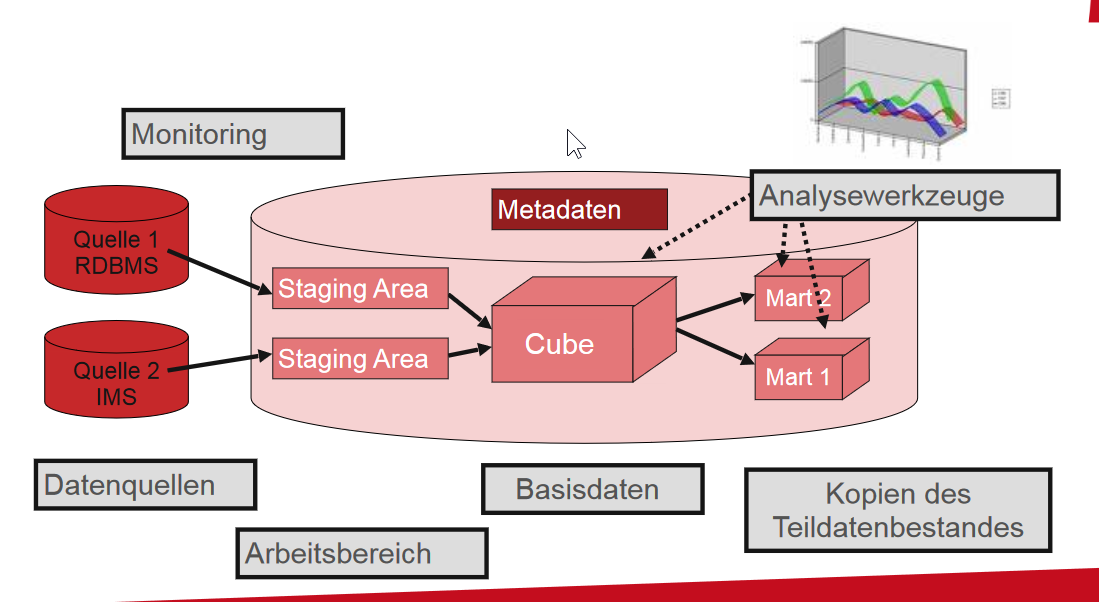 Monitoring
Metadaten
Analysewerkzeuge
Quelle 1
RDBMS
Staging Area
Mart 2
Cube
Staging Area
Quelle 2
IMS
Mart 1
Datenquellen
Basisdaten
Kopien des
Teildatenbestandes
Arbeitsbereich